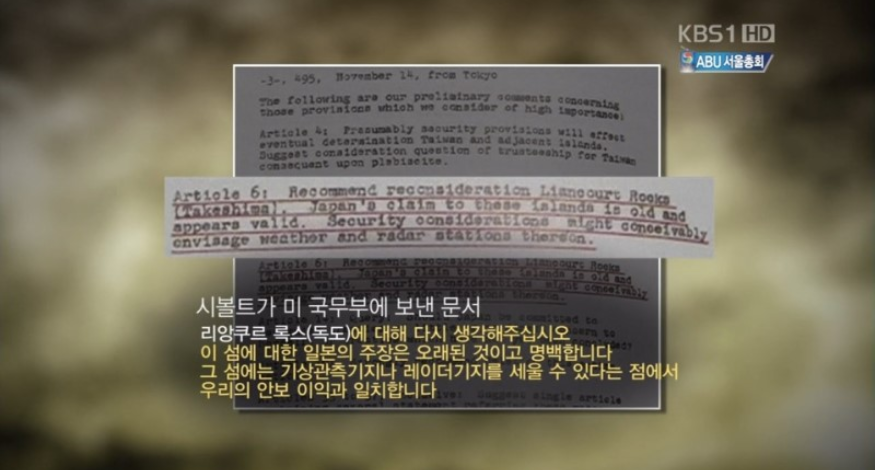 KBS1 HD
ABU 서울총회
-3-, 495, November 14, from Tokyo
The following are our preliminary comments concerning
those provisions which we consider of high importance:
Article 4: Presumably security provisions will affect
eventual determination Taiwan and adjacent islands.
Suggest consideration question of trusteeship for Taiwan
consequent upon plebiscite.
Article 6: Recommend reconsideration Liancourt Rocks
(Takeshima). Japan's claim to these islands is old and
appears valid. Security considerations might conceivably
envisage weather and radar stations thereon.
Article 6: Recommend reconsideration Liancourt Rocks
(Takeshima). Japan's claim to these islands is old and
appears valid. Security considerations might conceivably
stations thereon.
시볼트가 미 국무부에 보낸 문서
리앙쿠르 록스(독도)에 대해 다시 생각해주십시오
이 섬에 대한 일본의 주장은 오래된 것이고 명백합니다
그 섬에는 기상관측기지나 레이더기지를 세울 수 있다는 점에서
우리의 안보 이익과 일치합니다
Suggest single article